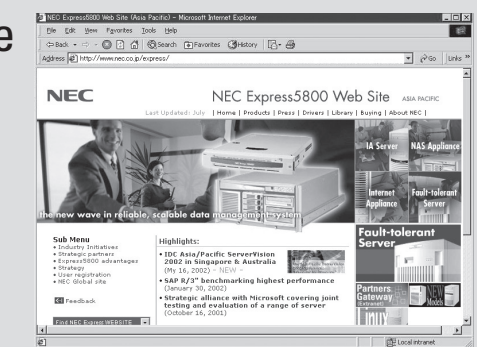 e
NEC Express5800 Web Site (Asia Pacific) - Microsoft Internet Explorer
File Edit View Favorites Tools Help
Back Search Favorites History
Address http://www.nec.co.jp/express/ Go Links »
NEC
NEC Express5800 Web Site ASIA PACIFIC
Last Updated: July | Home | Products | Press | Drivers | Library | Buying | About NEC |
IA Server
NAS Appliance
Internet Appliance
Fault-tolerant Server
the new wave in reliable, scalable data management system
Fault-tolerant
Server
Sub Menu
• Industry Initiatives
• Strategic partners
• Express5800 advantages
• Strategy
• User registration
• NEC Global site
Feedback
Find NEC Express WEBSITE
Highlights:
• IDC Asia/Pacific ServerVision
2002 in Singapore & Australia
(My 16, 2002) - NEW -
• SAP R/3" benchmarking highest performance
(January 30, 2002)
• Strategic alliance with Microsoft covering joint
testing and evaluation of a range of server
(October 16, 2001)
Partners
Gateway
(Extranet)
New
Models
Local intranet